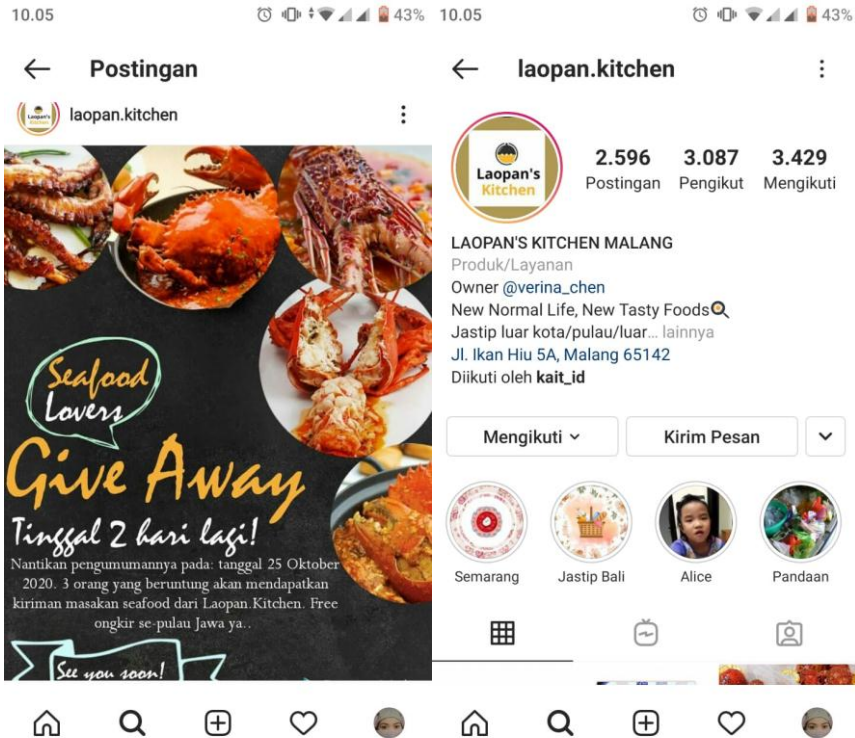 10.05
43%
Postingan
Laopan's
Kitchen
laopan.kitchen
Seafood
Lovers
Give Away
Tinggal 2 hari lagi!
Nantikan pengumumannya pada: tanggal 25 Oktober
2020. 3 orang yang beruntung akan mendapatkan
kiriman masakan seafood dari Laopan.Kitchen. Free
ongkir se-pulau Jawa ya..
See you soon!
10.05
43%
laopan.kitchen
Laopan's
Kitchen
2.596 3.087 3.429
Postingan Pengikut Mengikuti
LAOPAN'S KITCHEN MALANG
Produk/Layanan
Owner @verina_chen
New Normal Life, New Tasty Foods
Jastip luar kota/pulau/luar... lainnya
Jl. Ikan Hiu 5A, Malang 65142
Diikuti oleh kait_id
Mengikuti Kirim Pesan
Semarang Jastip Bali Alice Pandaan